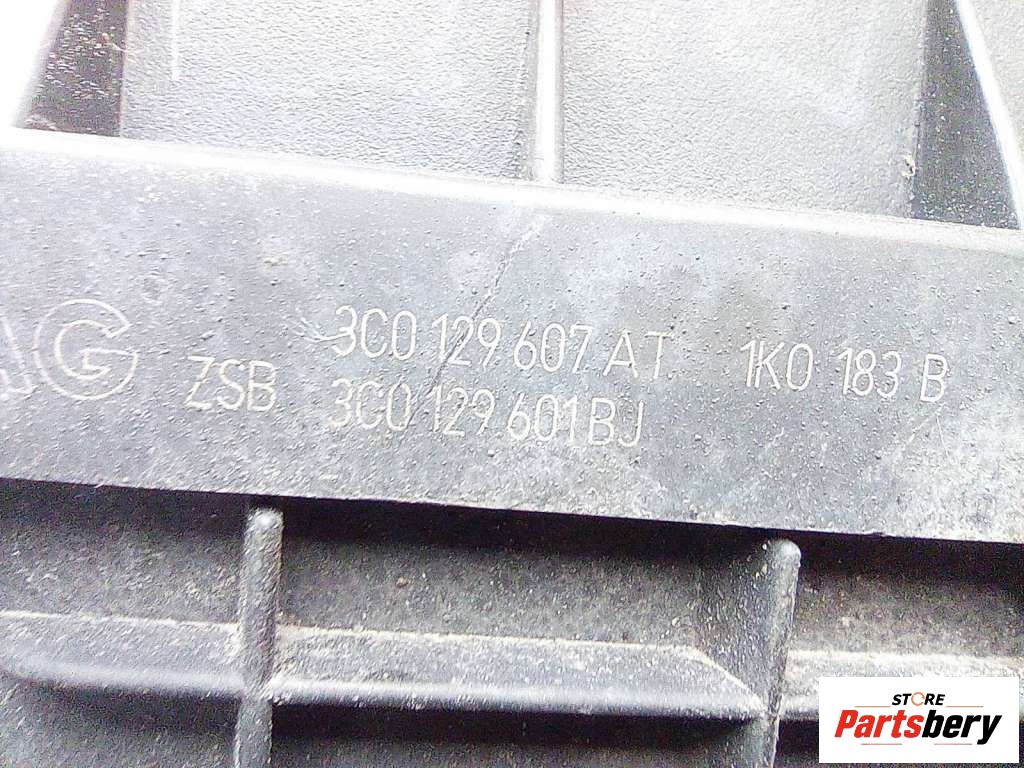 3C0 129 607 AT 1K0 183 B
ZSB 3C0 129 601 BJ
STORE
Partsbery